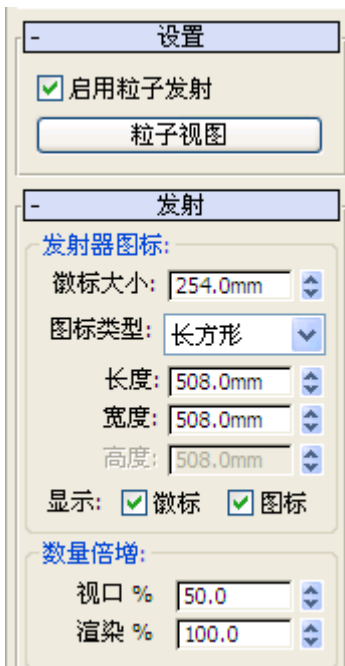 - 设置
启用粒子发射
粒子视图
- 发射
发射器图标:
徽标大小: 254.0mm
图标类型: 长方形
长度: 508.0mm
宽度: 508.0mm
高度: 508.0mm
显示: 徽标 图标
数量倍增:
视口 % 50.0
渲染 % 100.0